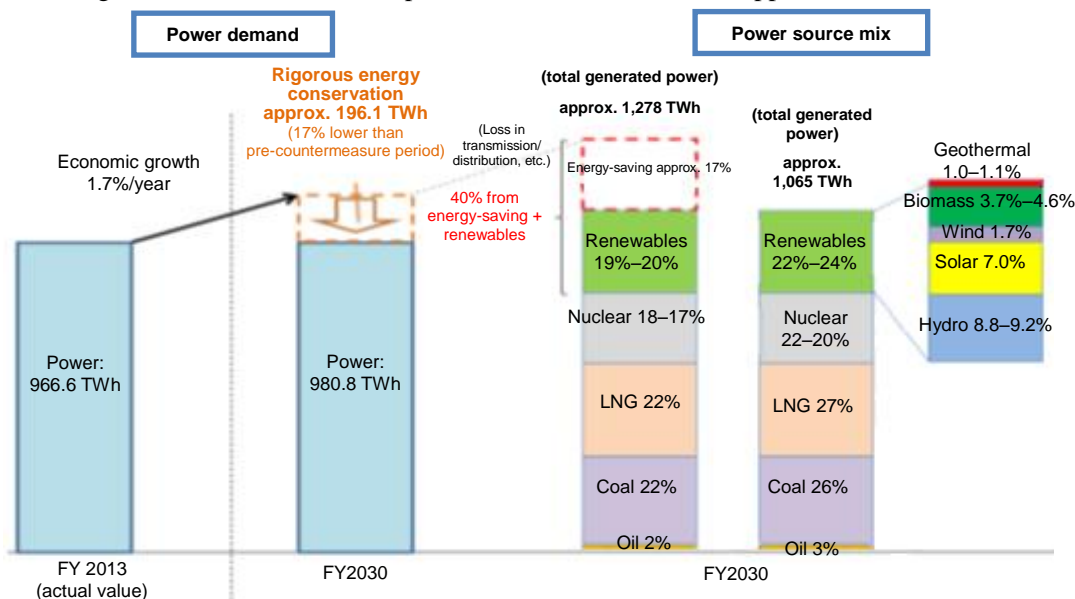 Power demand
Power source mix
Rigorous energy
conservation
approx. 196.1 TWh
(17% lower than
pre-countermeasure period)
Economic growth
1.7%/year
(Loss in
transmission/
distribution, etc.)
40% from
energy-saving +
renewables
(total generated power)
approx. 1,278 TWh
Energy-saving approx. 17%
(total generated
power)
approx.
1,065 TWh
Geothermal
1.0–1.1%
Biomass 3.7%–4.6%
Wind 1.7%
Solar 7.0%
Hydro 8.8–9.2%
Renewables
19%–20%
Nuclear 18–17%
LNG 22%
Coal 22%
Oil 2%
Renewables
22%–24%
Nuclear
22–20%
LNG 27%
Coal 26%
Oil 3%
Power:
966.6 TWh
Power:
980.8 TWh
FY 2013
(actual value)
FY2030
FY2030